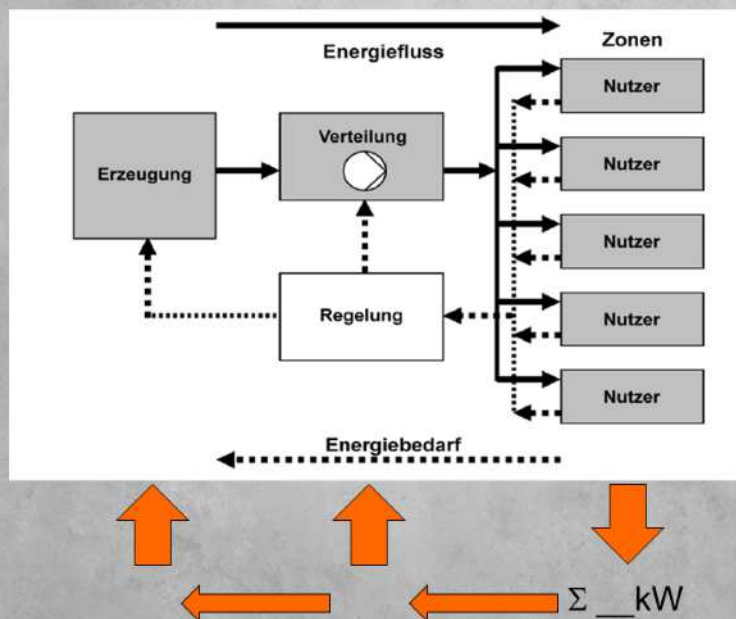 Energiefluss
Zonen
Nutzer
Verteilung
Erzeugung
Nutzer
Nutzer
Regelung
Nutzer
Nutzer
Energiebedarf
Σ __kW